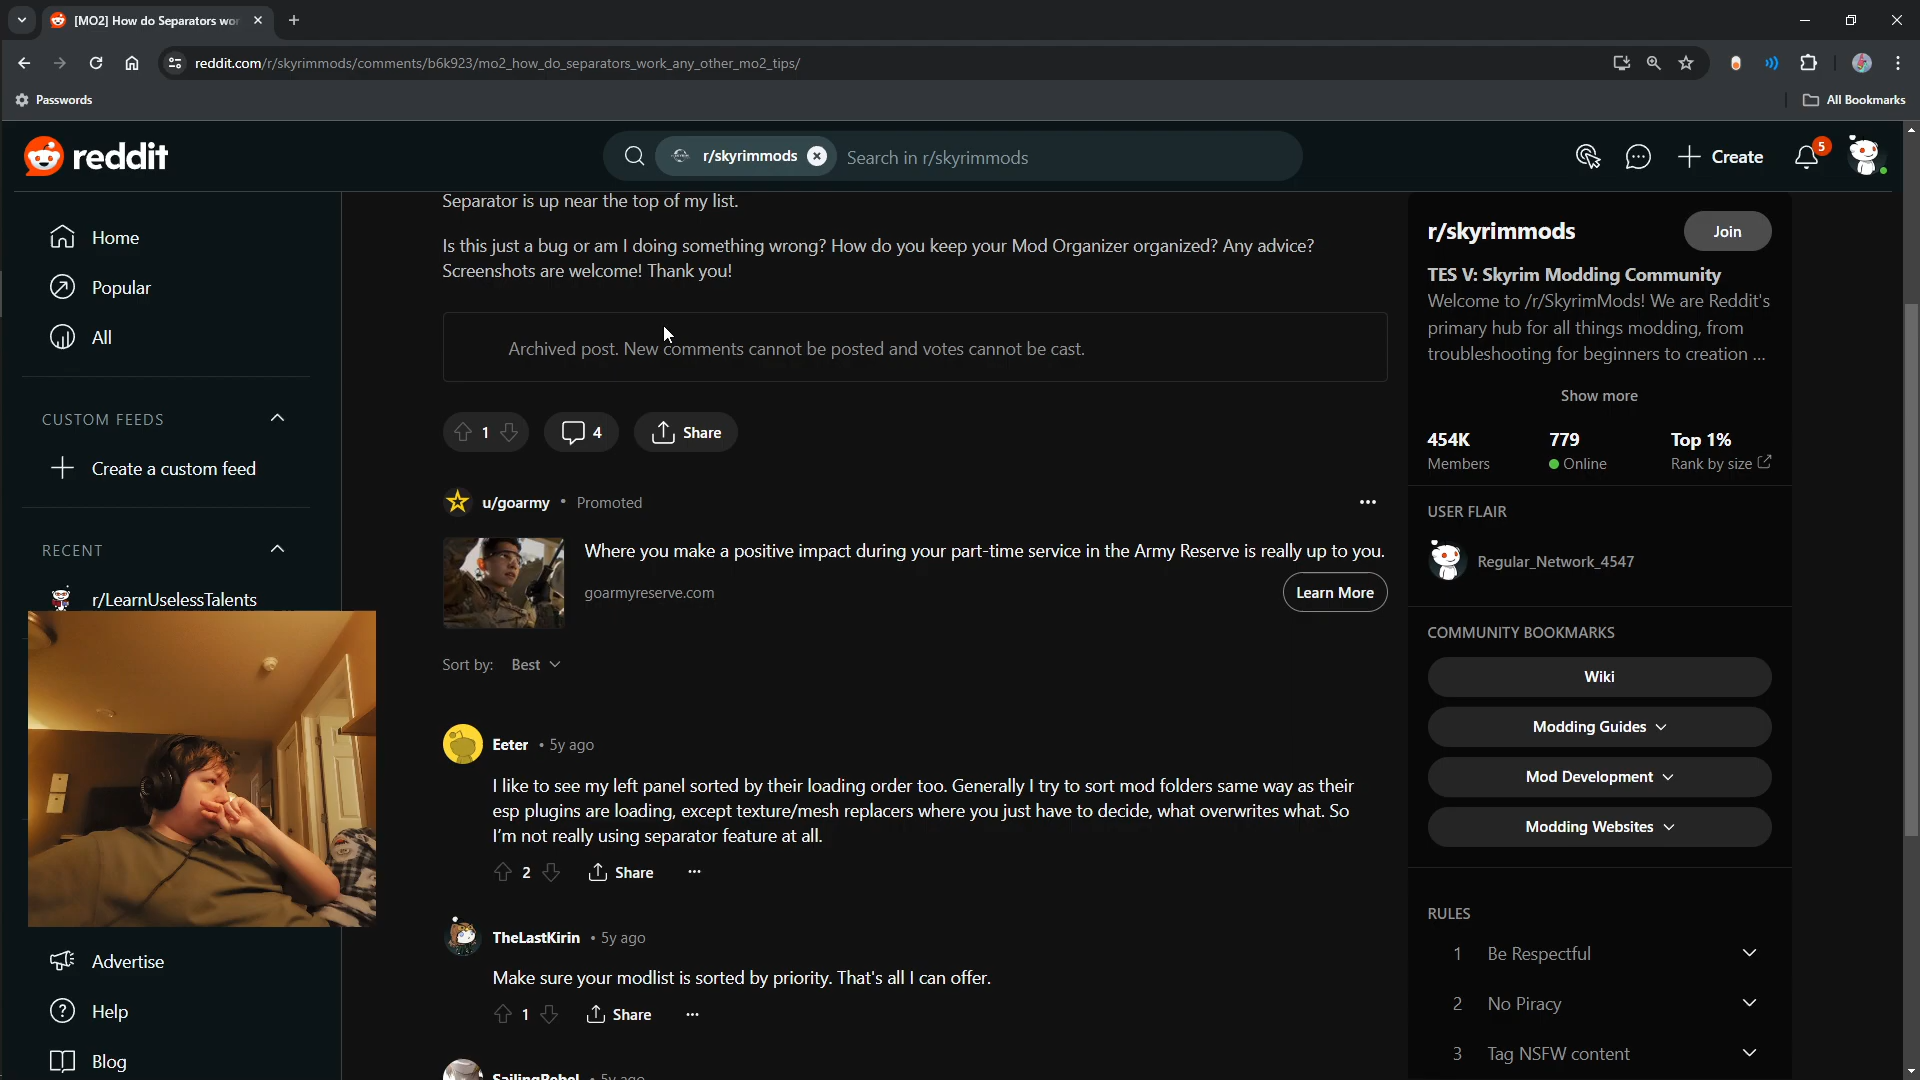 [MO2] How do Separators wor
reddit.com/r/skyrimmods/comments/b6k923/mo2_how_do_separators_work_any_other_mo2_tips/
Passwords
All Bookmarks
reddit
r/skyrimmods
Search in r/skyrimmods
Create
5
Home
Popular
All
CUSTOM FEEDS
Create a custom feed
RECENT
r/LearnUselessTalents
Advertise
Help
Blog
Separator is up near the top of my list.
Is this just a bug or am I doing something wrong? How do you keep your Mod Organizer organized? Any advice?
Screenshots are welcome! Thank you!
Archived post. New comments cannot be posted and votes cannot be cast.
1
4
Share
u/goarmy • Promoted
Where you make a positive impact during your part-time service in the Army Reserve is really up to you.
goarmyreserve.com
Learn More
Sort by: Best
Eeter • 5y ago
I like to see my left panel sorted by their loading order too. Generally I try to sort mod folders same way as their
esp plugins are loading, except texture/mesh replacers where you just have to decide, what overwrites what. So
I'm not really using separator feature at all.
2
Share
TheLastKirin • 5y ago
Make sure your modlist is sorted by priority. That's all I can offer.
1
Share
SailingRebel • 5y ago
r/skyrimmods
Join
TES V: Skyrim Modding Community
Welcome to /r/SkyrimMods! We are Reddit's
primary hub for all things modding, from
troubleshooting for beginners to creation ...
Show more
454K
779
Top 1%
Members
Online
Rank by size
USER FLAIR
Regular_Network_4547
COMMUNITY BOOKMARKS
Wiki
Modding Guides
Mod Development
Modding Websites
RULES
1 Be Respectful
2 No Piracy
3 Tag NSFW content